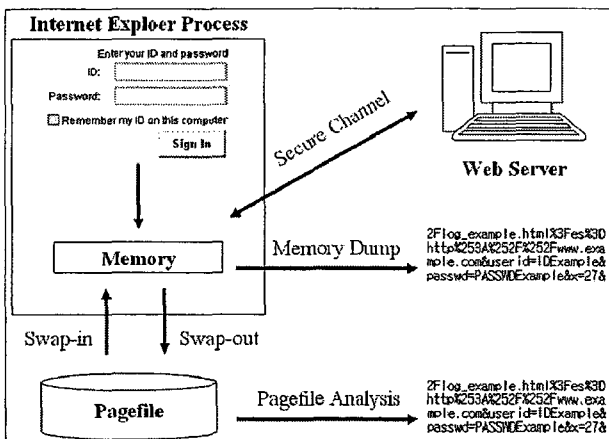 Internet Exploer Process
Enter your ID and password
ID:
Password:
Remember my ID on this computer
Sign In
Secure Channel
Web Server
Memory
Memory Dump
2Flog_example.html%3Fes%3D
http%253A%252F%252Fwww.exa
mple.com&userid=IDExample&
passwd=PASSWDExample&x=27&
Swap-in
Swap-out
Pagefile
Pagefile Analysis
2Flog_example.html%3Fes%3D
http%253A%252F%252Fwww.exa
mple.com&userid=IDExample&
passwd=PASSWDExample&x=27&